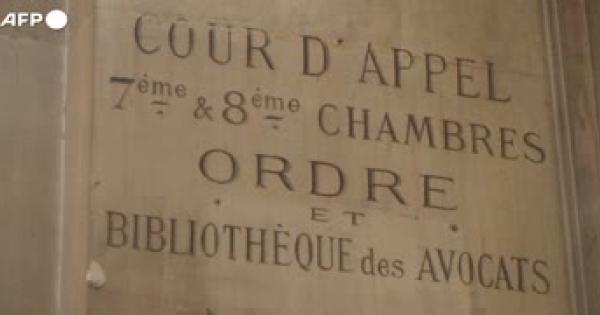 AFP
COUR D'APPEL
7ème & 8ème CHAMBRES
ORDRE
ET
BIBLIOTHÈQUE des AVOCATS